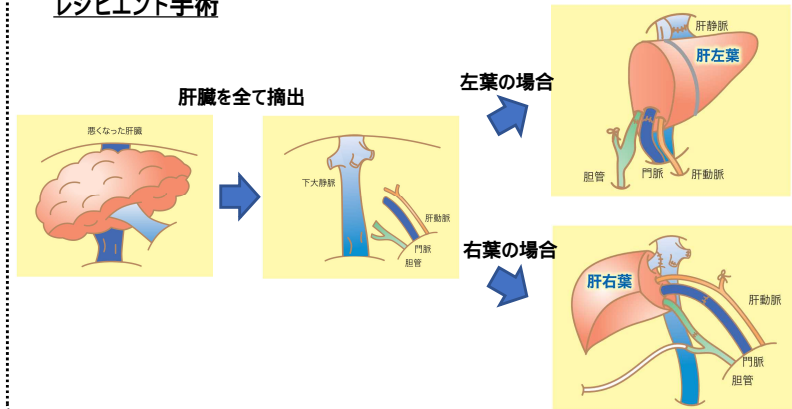 レシピエント手術
肝臓を全て摘出
悪くなった肝臓
下大静脈
肝動脈
門脈
胆管
左葉の場合
肝静脈
肝左葉
胆管
門脈
肝動脈
右葉の場合
肝右葉
肝動脈
門脈
胆管